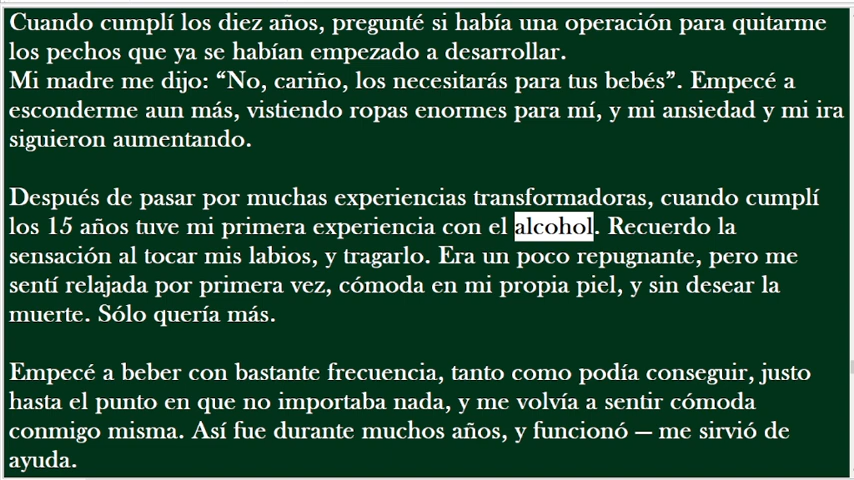 Cuando cumplí los diez años, pregunté si había una operación para quitarme
los pechos que ya se habían empezado a desarrollar.
Mi madre me dijo: “No, cariño, los necesitarás para tus bebés”. Empecé a
esconderme aun más, vistiendo ropas enormes para mí, y mi ansiedad y mi ira
siguieron aumentando.
Después de pasar por muchas experiencias transformadoras, cuando cumplí
los 15 años tuve mi primera experiencia con el alcohol. Recuerdo la
sensación al tocar mis labios, y tragarlo. Era un poco repugnante, pero me
sentí relajada por primera vez, cómoda en mi propia piel, y sin desear la
muerte. Sólo quería más.
Empecé a beber con bastante frecuencia, tanto como podía conseguir, justo
hasta el punto en que no importaba nada, y me volvía a sentir cómoda
conmigo misma. Así fue durante muchos años, y funcionó — me sirvió de
ayuda.